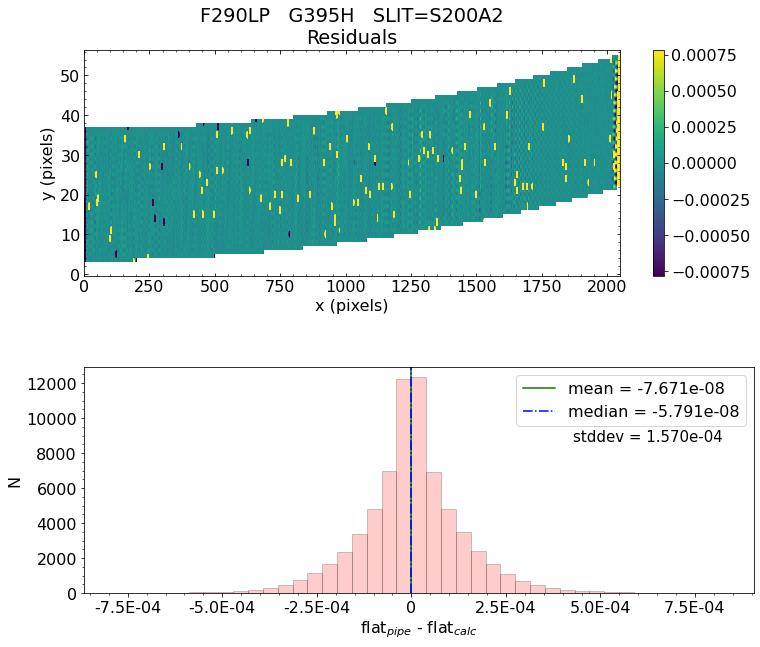 F290LP G395H SLIT=S200A2
Residuals
50
40
30
20
10
0
y (pixels)
0 250 500 750 1000 1250 1500 1750 2000
x (pixels)
0.00075
0.00050
0.00025
0.00000
−0.00025
−0.00050
−0.00075
12000
10000
8000
6000
4000
2000
0
N
mean = -7.671e-08
median = -5.791e-08
stddev = 1.570e-04
-7.5E-04 -5.0E-04 -2.5E-04 0 2.5E-04 5.0E-04 7.5E-04
flatpipe - flatcalc